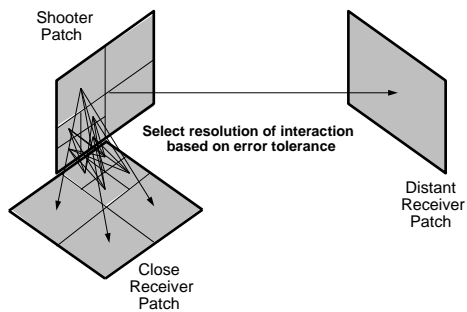 Shooter
Patch
Select resolution of interaction
based on error tolerance
Distant
Receiver
Patch
Close
Receiver
Patch